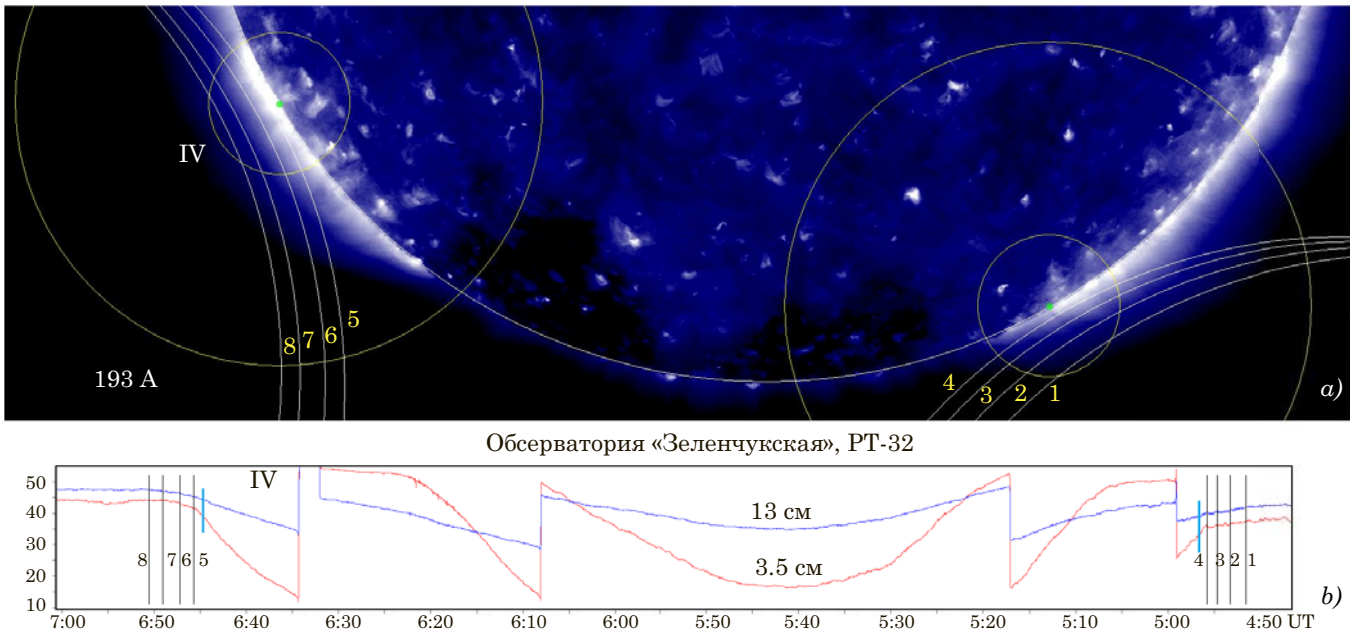 IV
5
6
7
8
193 A
4
3
2
1
a)
Обсерватория «Зеленчукская», РТ-32
50
40
30
20
10
IV
13 см
3.5 см
8 7 6 5
4 3 2 1
b)
7:00 6:50 6:40 6:30 6:20 6:10 6:00 5:50 5:40 5:30 5:20 5:10 5:00 4:50 UT